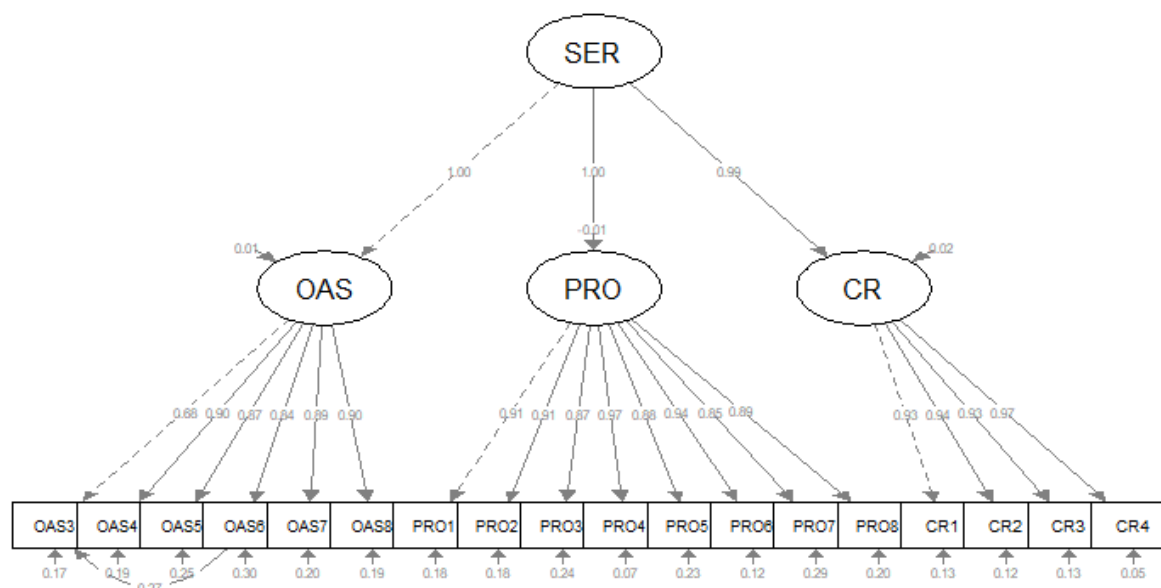 SER
1.00 1.00 0.99
0.01 -0.01 0.02
OAS PRO CR
0.68 0.90 0.87 0.84 0.89 0.90 0.91 0.91 0.87 0.97 0.88 0.94 0.85 0.89 0.93 0.94 0.93 0.97
OAS3 OAS4 OAS5 OAS6 OAS7 OAS8 PRO1 PRO2 PRO3 PRO4 PRO5 PRO6 PRO7 PRO8 CR1 CR2 CR3 CR4
0.17 0.19 0.25 0.30 0.20 0.19 0.18 0.18 0.24 0.07 0.23 0.12 0.29 0.20 0.13 0.12 0.13 0.05